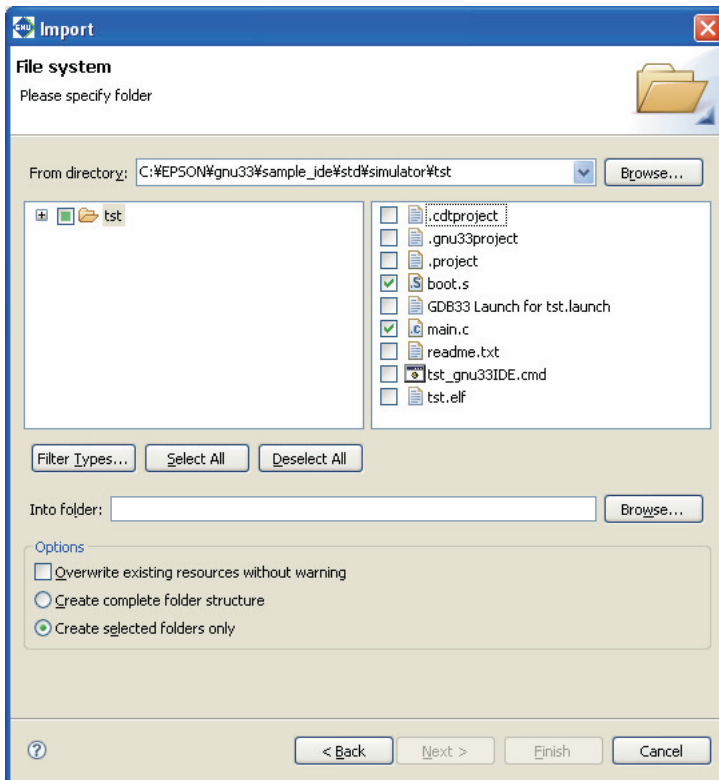 GNU Import
File system
Please specify folder
From directory: C:¥EPSON¥gnu33¥sample_ide¥std¥simulator¥tst Browse...
tst
.cdtproject
.gnu33project
.project
.S boot.s
GDB33 Launch for tst.launch
.c main.c
readme.txt
tst_gnu33IDE.cmd
tst.elf
Filter Types... Select All Deselect All
Into folder: Browse...
Options
Overwrite existing resources without warning
Create complete folder structure
Create selected folders only
? < Back Next > Finish Cancel